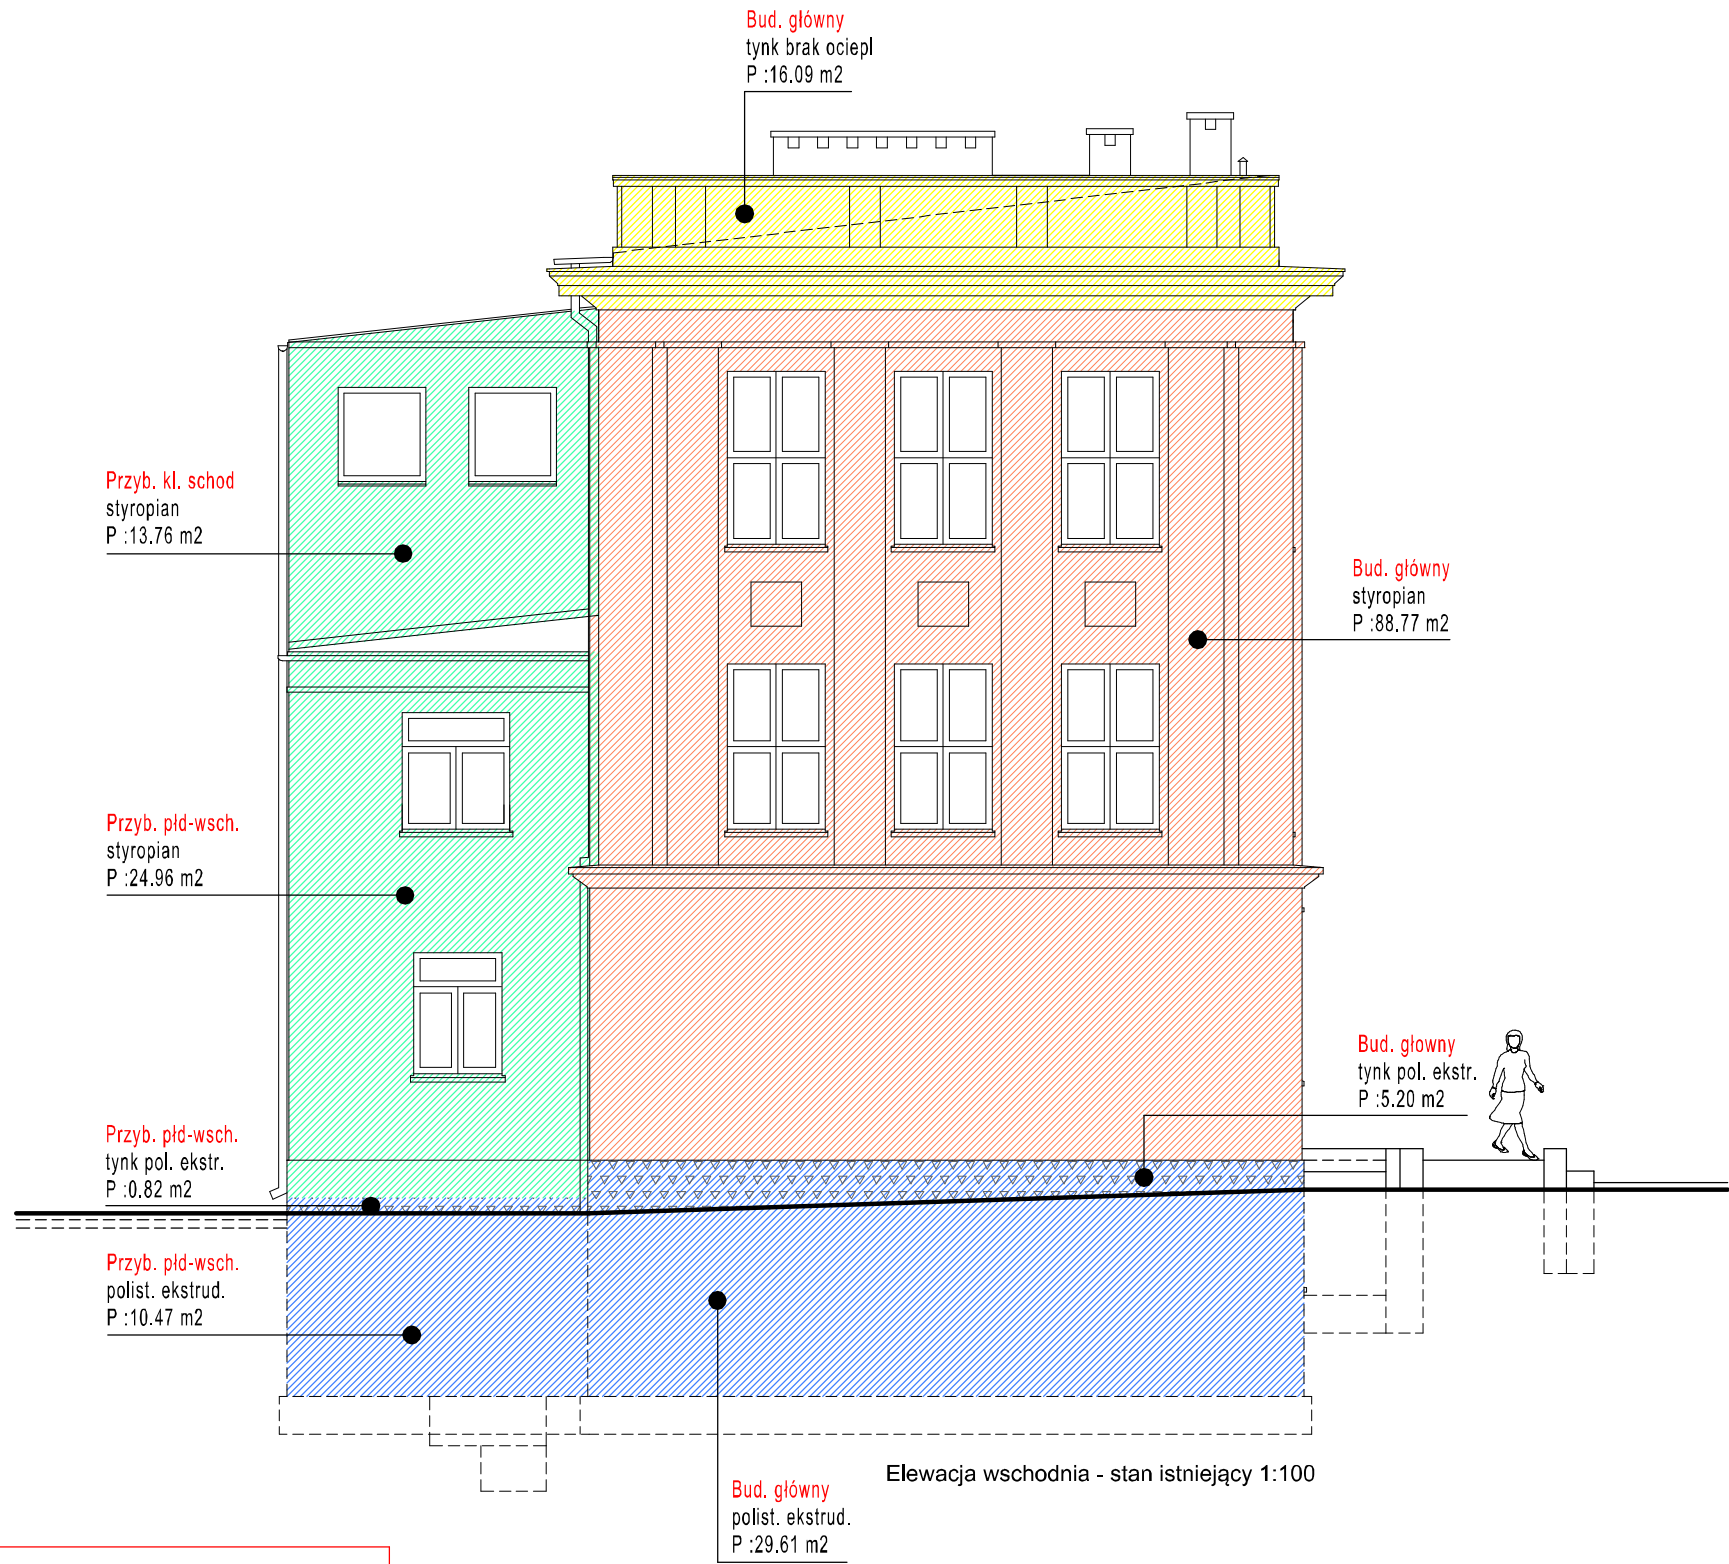 Bud. główny
tynk brak ociepl
P :16.09 m2
Przyb. kl. schod
styropian
P :13.76 m2
Bud. główny
styropian
P :88.77 m2
Przyb. płd-wsch.
styropian
P :24.96 m2
Bud. głowny
tynk pol. ekstr.
P :5.20 m2
Przyb. płd-wsch.
tynk pol. ekstr.
P :0.82 m2
Przyb. płd-wsch.
polist. ekstrud.
P :10.47 m2
Elewacja wschodnia - stan istniejący 1:100
Bud. główny
polist. ekstrud.
P :29.61 m2